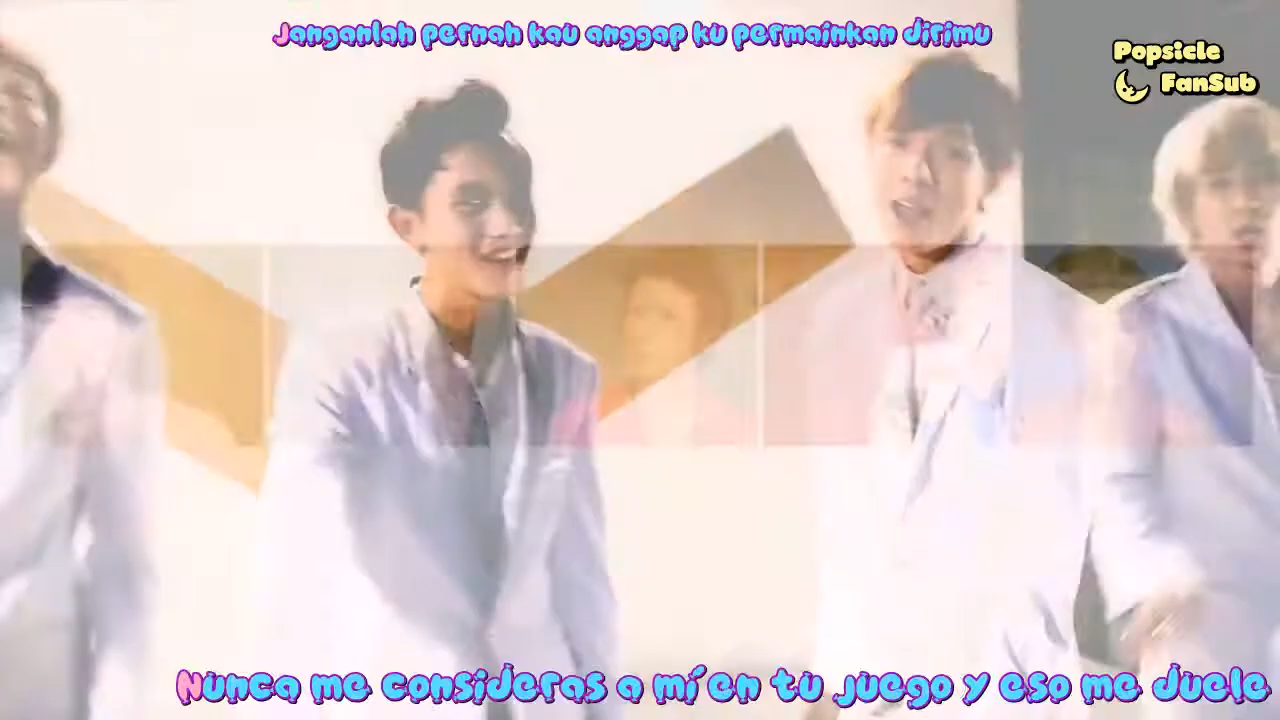 Janganlah pernah kau anggap ku permainkan dirimu
Popsicle
FanSub
Nunca me consideras a mí en tu juego y eso me duele